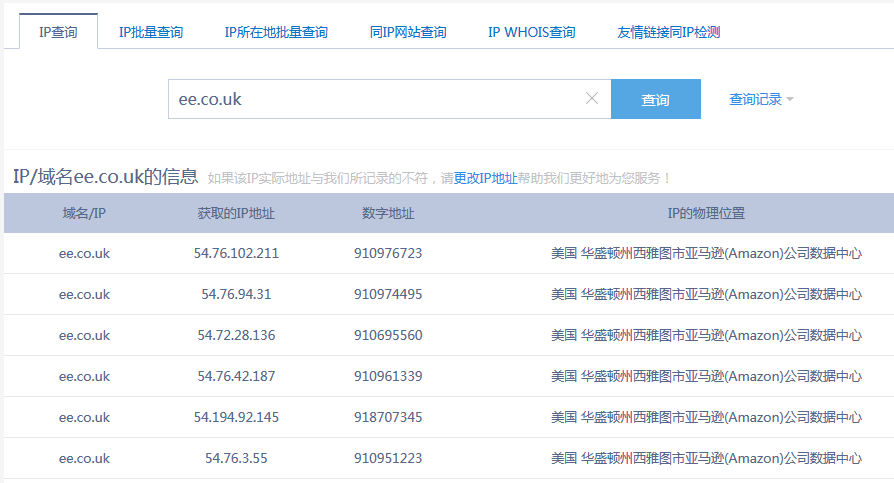 IP查询 IP批量查询 IP所在地批量查询 同IP网站查询 IP WHOIS查询 友情链接同IP检测
ee.co.uk 查询 查询记录
IP/域名ee.co.uk的信息 如果该IP实际地址与我们所记录的不符，请更改IP地址帮助我们更好地为您服务！
域名/IP 获取的IP地址 数字地址 IP的物理位置
ee.co.uk 54.76.102.211 910976723 美国 华盛顿州西雅图市亚马逊(Amazon)公司数据中心
ee.co.uk 54.76.94.31 910974495 美国 华盛顿州西雅图市亚马逊(Amazon)公司数据中心
ee.co.uk 54.72.28.136 910695560 美国 华盛顿州西雅图市亚马逊(Amazon)公司数据中心
ee.co.uk 54.76.42.187 910961339 美国 华盛顿州西雅图市亚马逊(Amazon)公司数据中心
ee.co.uk 54.194.92.145 918707345 美国 华盛顿州西雅图市亚马逊(Amazon)公司数据中心
ee.co.uk 54.76.3.55 910951223 美国 华盛顿州西雅图市亚马逊(Amazon)公司数据中心